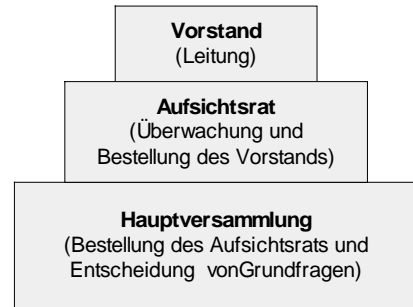 Vorstand
(Leitung)
Aufsichtsrat
(Überwachung und
Bestellung des Vorstands)
Hauptversammlung
(Bestellung des Aufsichtsrats und
Entscheidung vonGrundfragen)